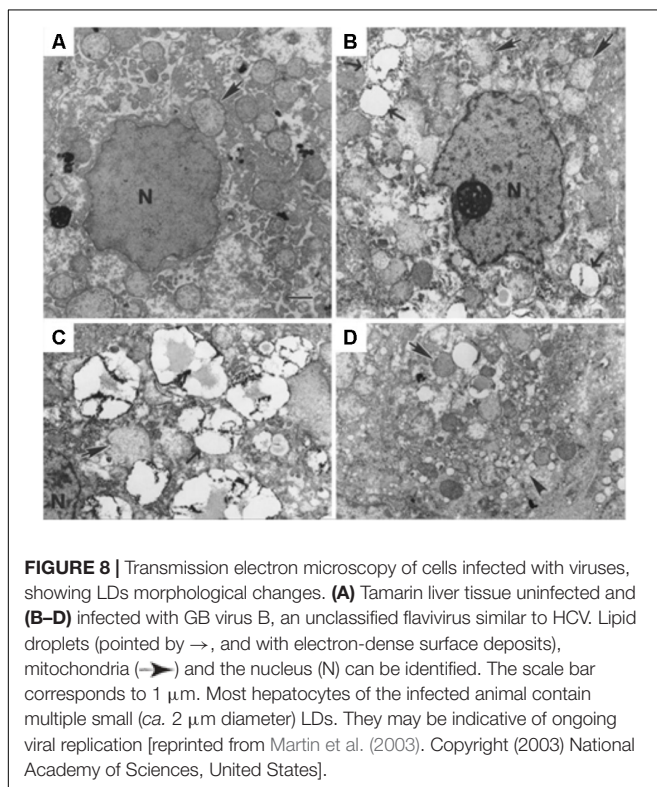 A
B
N
N
C
D
N
FIGURE 8 | Transmission electron microscopy of cells infected with viruses,
showing LDs morphological changes. (A) Tamarin liver tissue uninfected and
(B–D) infected with GB virus B, an unclassified flavivirus similar to HCV. Lipid
droplets (pointed by →, and with electron-dense surface deposits),
mitochondria (➤) and the nucleus (N) can be identified. The scale bar
corresponds to 1 μm. Most hepatocytes of the infected animal contain
multiple small (ca. 2 μm diameter) LDs. They may be indicative of ongoing
viral replication [reprinted from Martin et al. (2003). Copyright (2003) National
Academy of Sciences, United States].